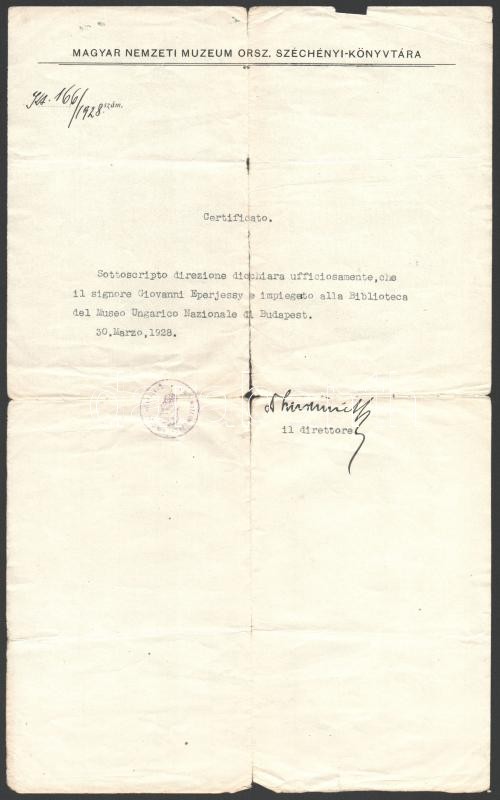 MAGYAR NEMZETI MUZEUM ORSZ. SZÉCHÉNYI-KÖNYVTÁRA
166/1928. szám.
Certificato.
Sottoscripto direzione dicchiara ufficiosamente, che
il signore Giovanni Eperjessy e impiegato alla Biblioteca
del Museo Ungarico Nazionale di Budapest.
30.Marzo,1928.
il direttore